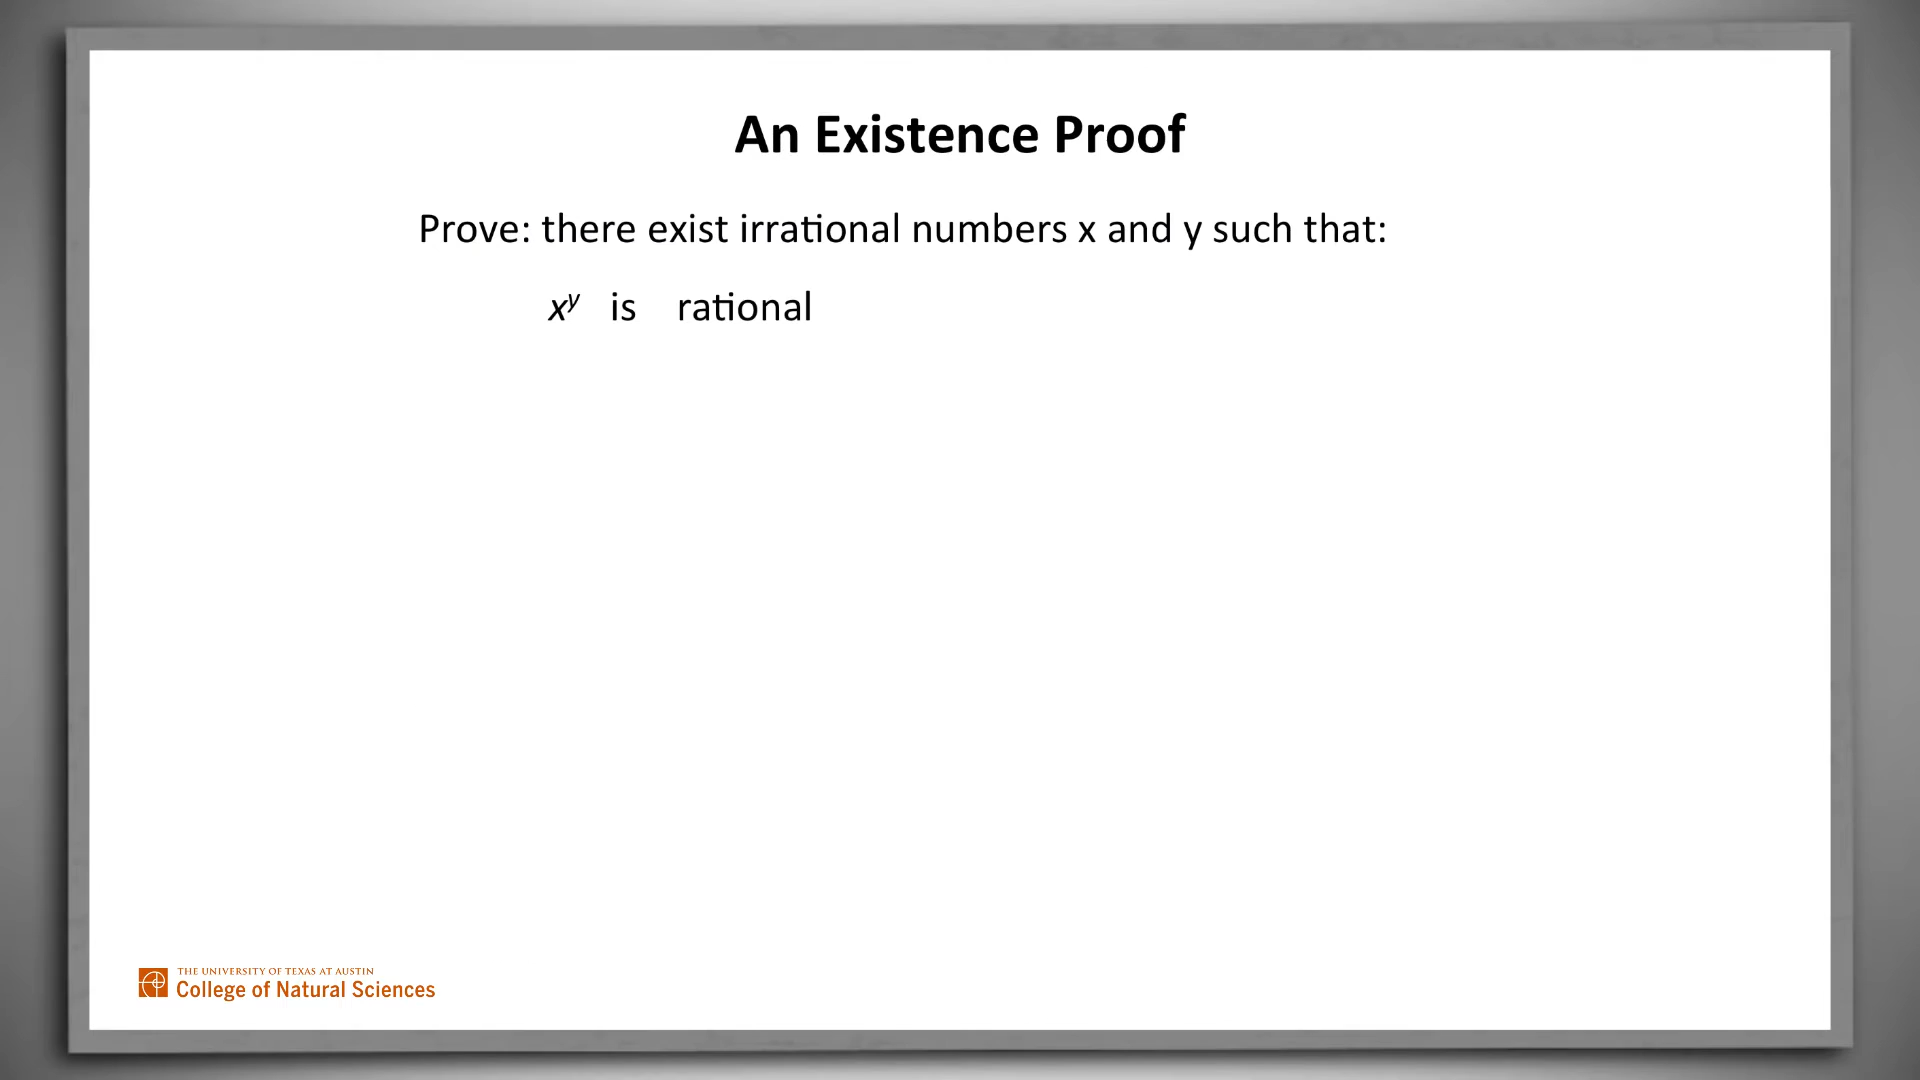 An Existence Proof
Prove: there exist irrational numbers x and y such that:
xʸ is rational
THE UNIVERSITY OF TEXAS AT AUSTIN
College of Natural Sciences